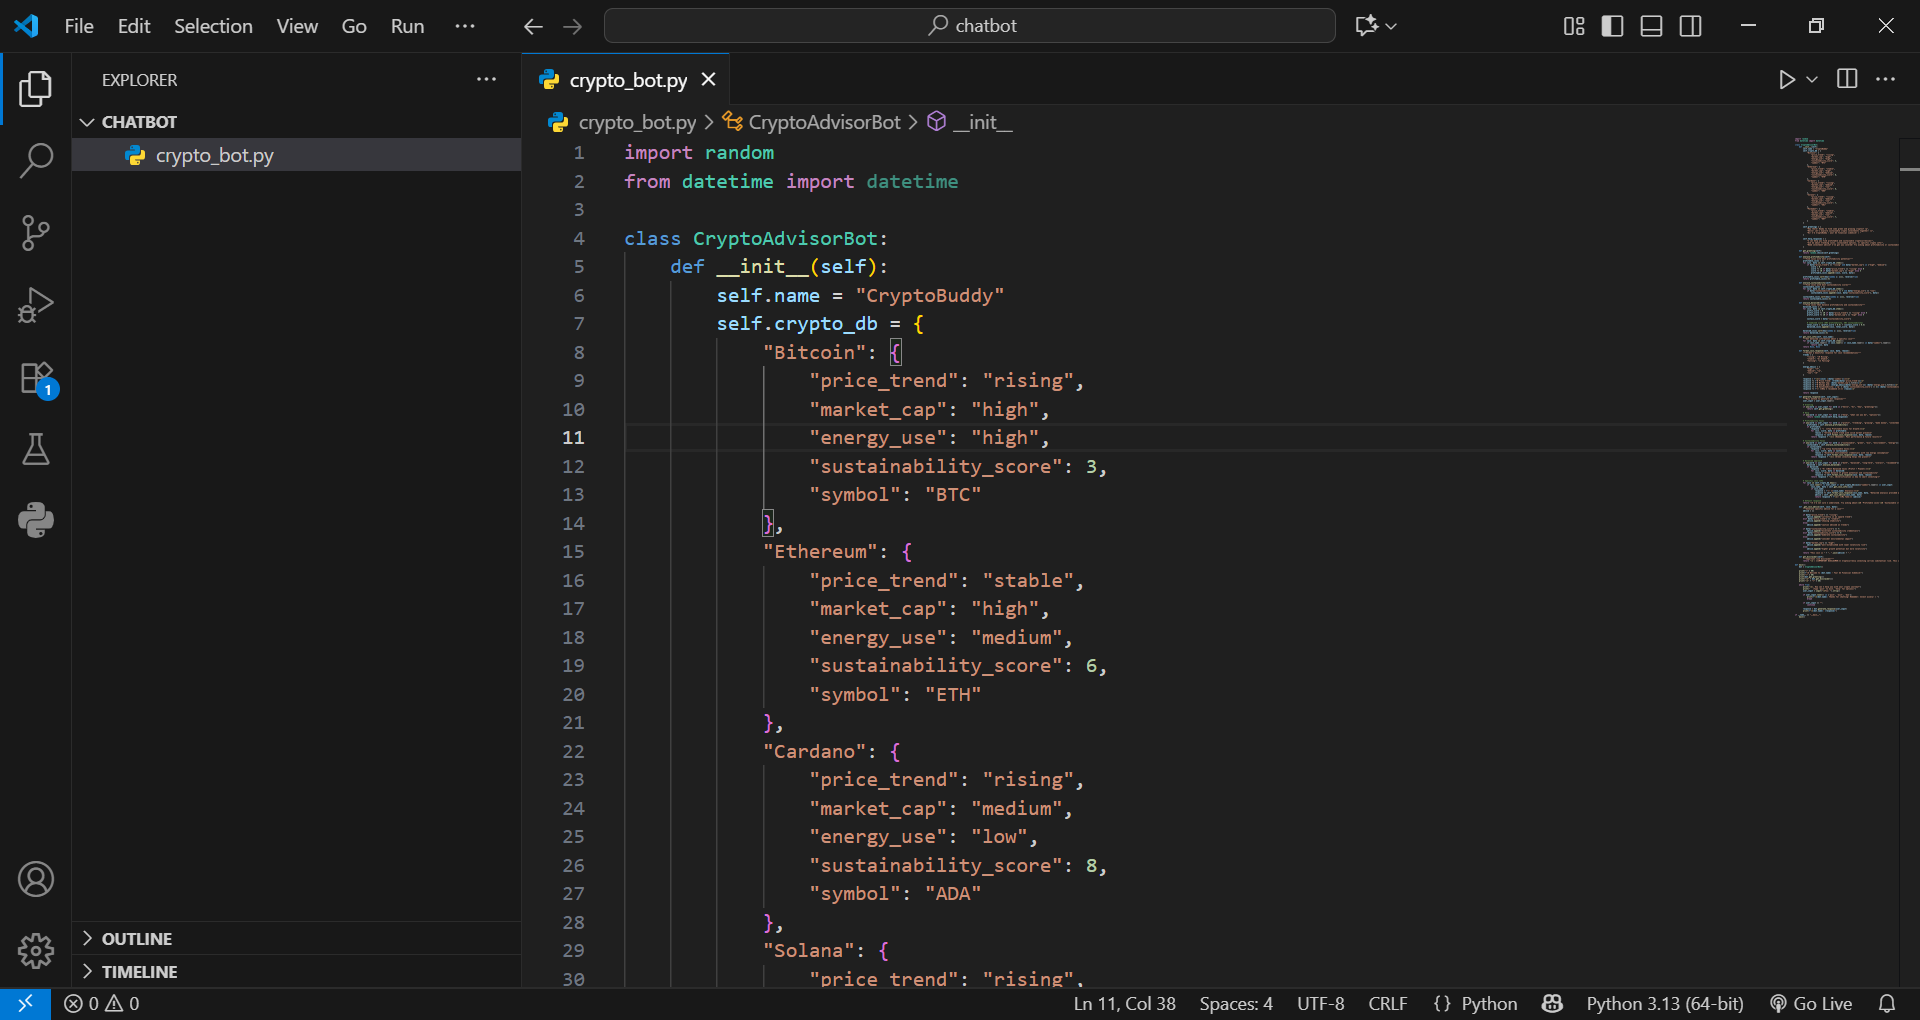 File Edit Selection View Go Run ··· chatbot
EXPLORER ···
crypto_bot.py
CHATBOT
crypto_bot.py
crypto_bot.py > CryptoAdvisorBot > __init__
1 import random
2 from datetime import datetime
3
4 class CryptoAdvisorBot:
5     def __init__(self):
6         self.name = "CryptoBuddy"
7         self.crypto_db = {
8             "Bitcoin": {
9                 "price_trend": "rising",
10                 "market_cap": "high",
11                 "energy_use": "high",
12                 "sustainability_score": 3,
13                 "symbol": "BTC"
14             },
15             "Ethereum": {
16                 "price_trend": "stable",
17                 "market_cap": "high",
18                 "energy_use": "medium",
19                 "sustainability_score": 6,
20                 "symbol": "ETH"
21             },
22             "Cardano": {
23                 "price_trend": "rising",
24                 "market_cap": "medium",
25                 "energy_use": "low",
26                 "sustainability_score": 8,
27                 "symbol": "ADA"
28             },
29             "Solana": {
30                 "price_trend": "rising",
1
OUTLINE
TIMELINE
0 0 Ln 11, Col 38 Spaces: 4 UTF-8 CRLF {} Python Python 3.13 (64-bit) Go Live